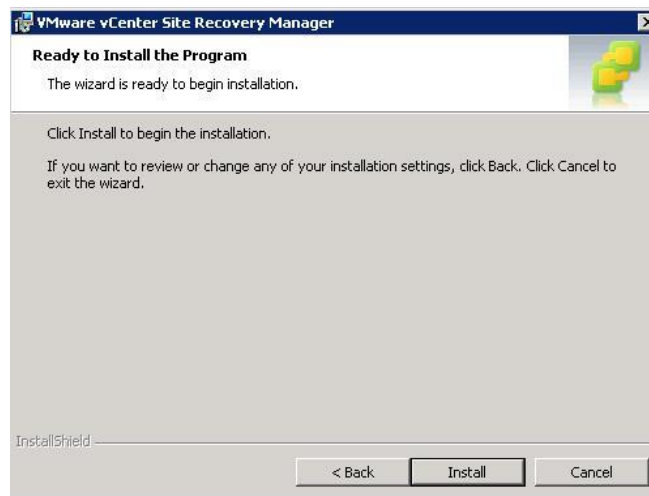 VMware vCenter Site Recovery Manager
Ready to Install the Program
The wizard is ready to begin installation.
Click Install to begin the installation.
If you want to review or change any of your installation settings, click Back. Click Cancel to
exit the wizard.
InstallShield
< Back Install Cancel